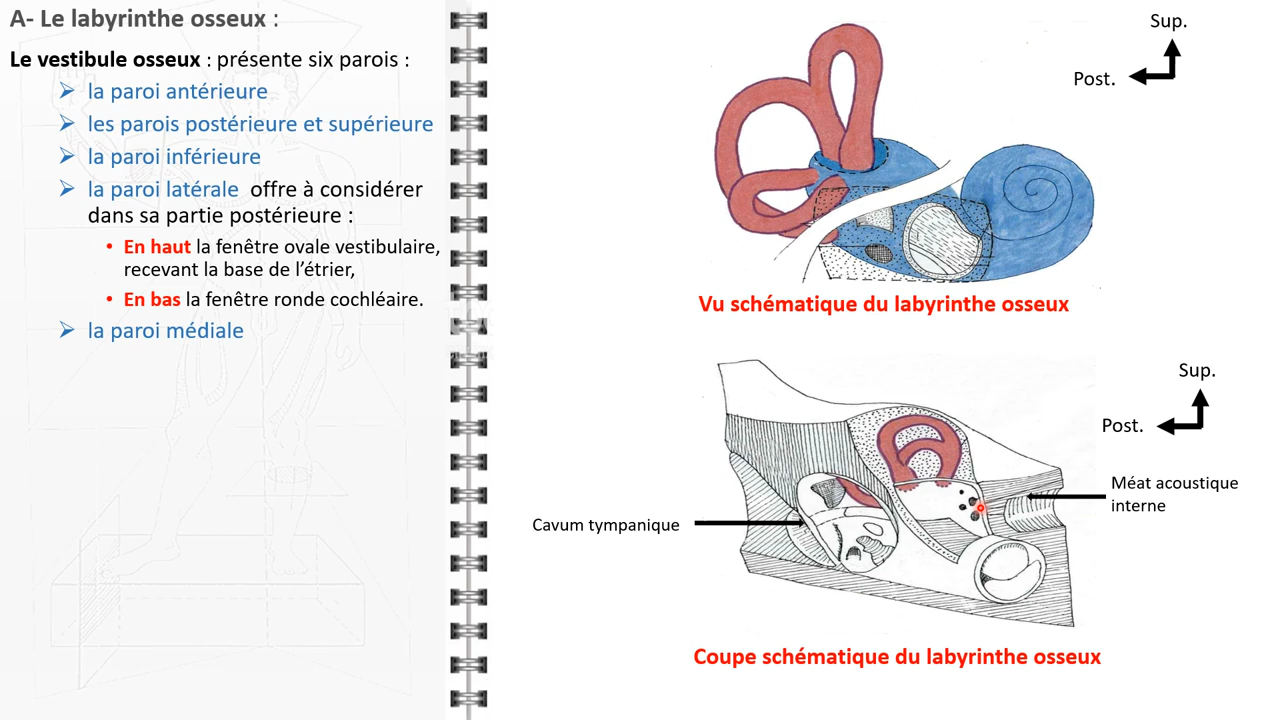 A- Le labyrinthe osseux :
Le vestibule osseux : présente six parois :
la paroi antérieure
les parois postérieure et supérieure
la paroi inférieure
la paroi latérale offre à considérer
dans sa partie postérieure :
En haut la fenêtre ovale vestibulaire,
recevant la base de l'étrier,
En bas la fenêtre ronde cochléaire.
la paroi médiale
Sup.
Post.
Vu schématique du labyrinthe osseux
Sup.
Post.
Méat acoustique
interne
Cavum tympanique
Coupe schématique du labyrinthe osseux